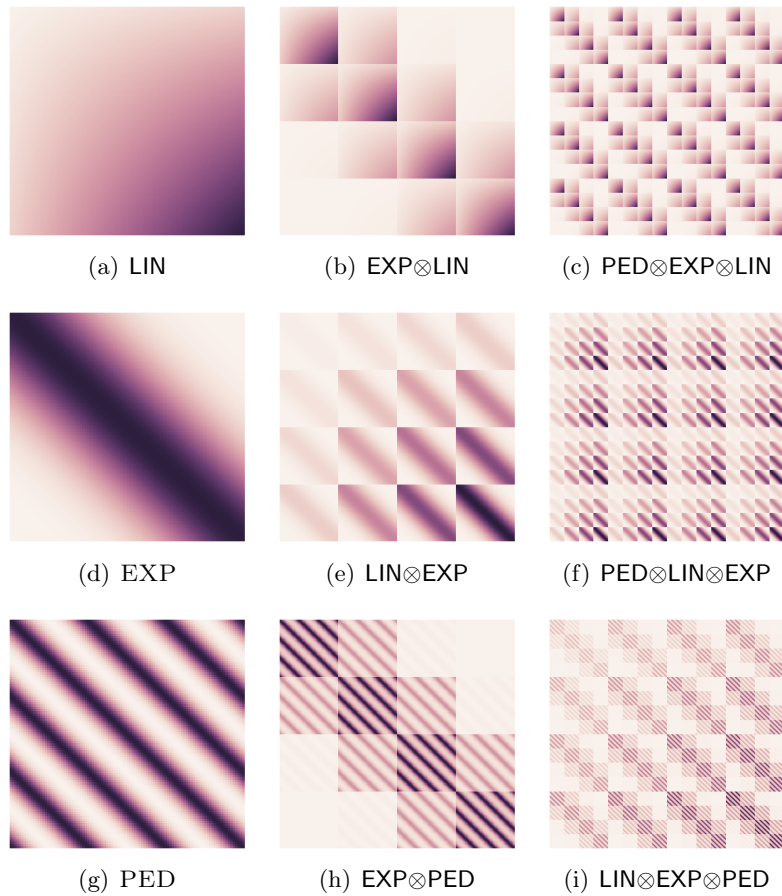 (a) LIN
(b) EXP⊗LIN
(c) PED⊗EXP⊗LIN
(d) EXP
(e) LIN⊗EXP
(f) PED⊗LIN⊗EXP
(g) PED
(h) EXP⊗PED
(i) LIN⊗EXP⊗PED